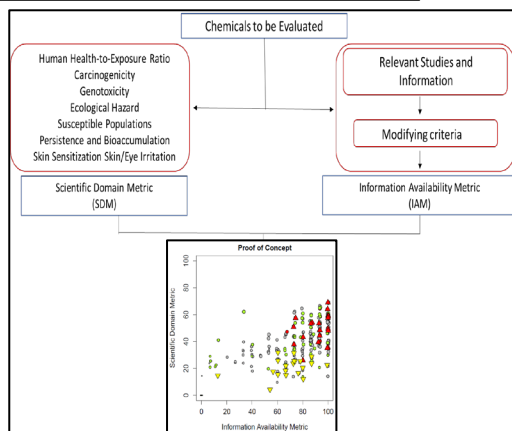 Chemicals to be Evaluated
Human Health-to-Exposure Ratio
Carcinogenicity
Genotoxicity
Ecological Hazard
Susceptible Populations
Persistence and Bioaccumulation
Skin Sensitization Skin/Eye Irritation
Relevant Studies and
Information
Modifying criteria
Scientific Domain Metric
(SDM)
Information Availability Metric
(IAM)
Proof of Concept
Scientific Domain Metric
100
80
60
40
20
0
0
20
40
60
80
100
Information Availability Metric